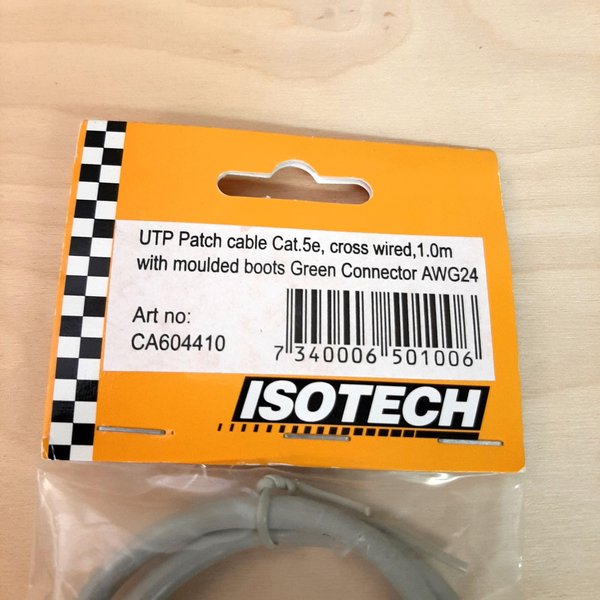 UTP Patch cable Cat.5e, cross wired,1.0m
with moulded boots Green Connector AWG24
Art no:
CA604410
7 340006 501006
ISOTECH